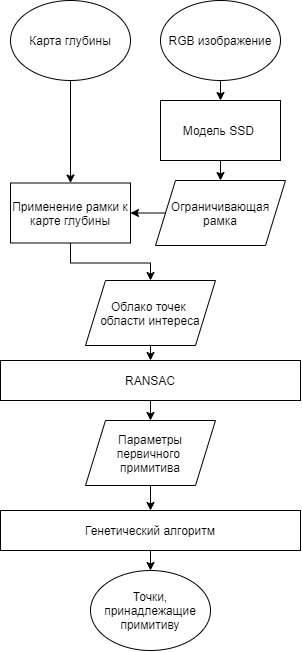 Карта глубины
RGB изображение
Модель SSD
Применение рамки к
карте глубины
Ограничивающая
рамка
Облако точек
области интереса
RANSAC
Параметры
первичного
примитива
Генетический алгоритм
Точки,
принадлежащие
примитиву